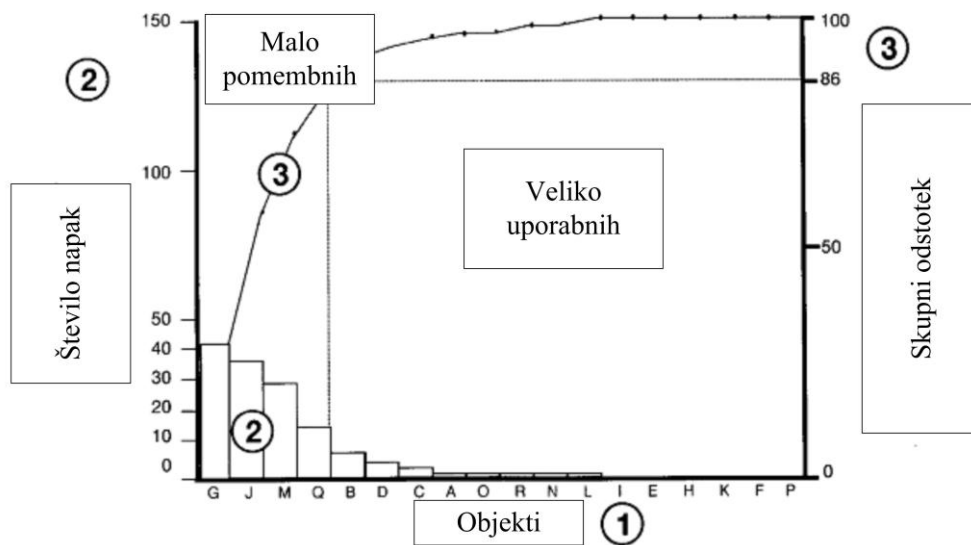 150
100
50
40
30
20
10
0
2
Število napak
Malo
pomembnih
3
2
Veliko
uporabnih
100
86
50
0
3
Skupni odstotek
G J M Q B D C A O R N L I E H K F P
Objekti
1